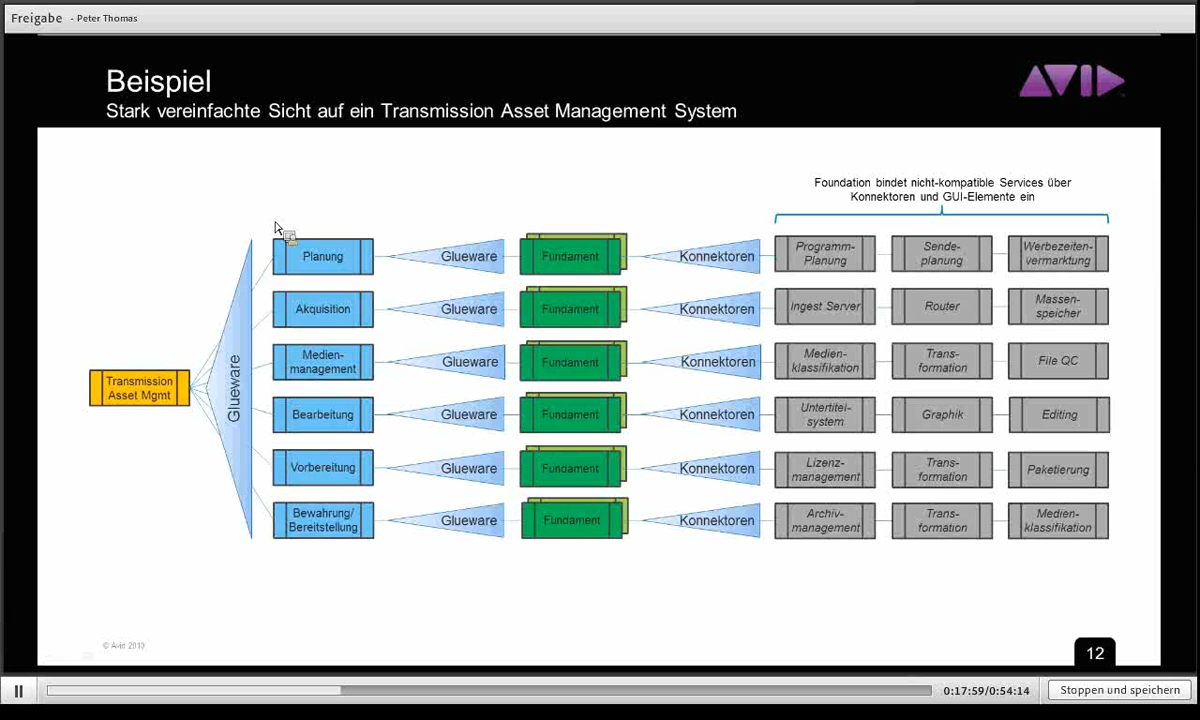 Freigabe - Peter Thomas
Beispiel
AVID
Stark vereinfachte Sicht auf ein Transmission Asset Management System
Foundation bindet nicht-kompatible Services über
Konnektoren und GUI-Elemente ein
Transmission
Asset Mgmt
Glueware
Planung
Glueware
Fundament
Konnektoren
Programm-
Planung
Sende-
planung
Werbezeiten-
vermarktung
Akquisition
Glueware
Fundament
Konnektoren
Ingest Server
Router
Massen-
speicher
Medien-
management
Glueware
Fundament
Konnektoren
Medien-
klassifikation
Trans-
formation
File QC
Bearbeitung
Glueware
Fundament
Konnektoren
Untertitel-
system
Graphik
Editing
Vorbereitung
Glueware
Fundament
Konnektoren
Lizenz-
management
Trans-
formation
Paketierung
Bewahrung/
Bereitstellung
Glueware
Fundament
Konnektoren
Archiv-
management
Trans-
formation
Medien-
klassifikation
© Avid 2010
12
0:17:59/0:54:14
Stoppen und speichern